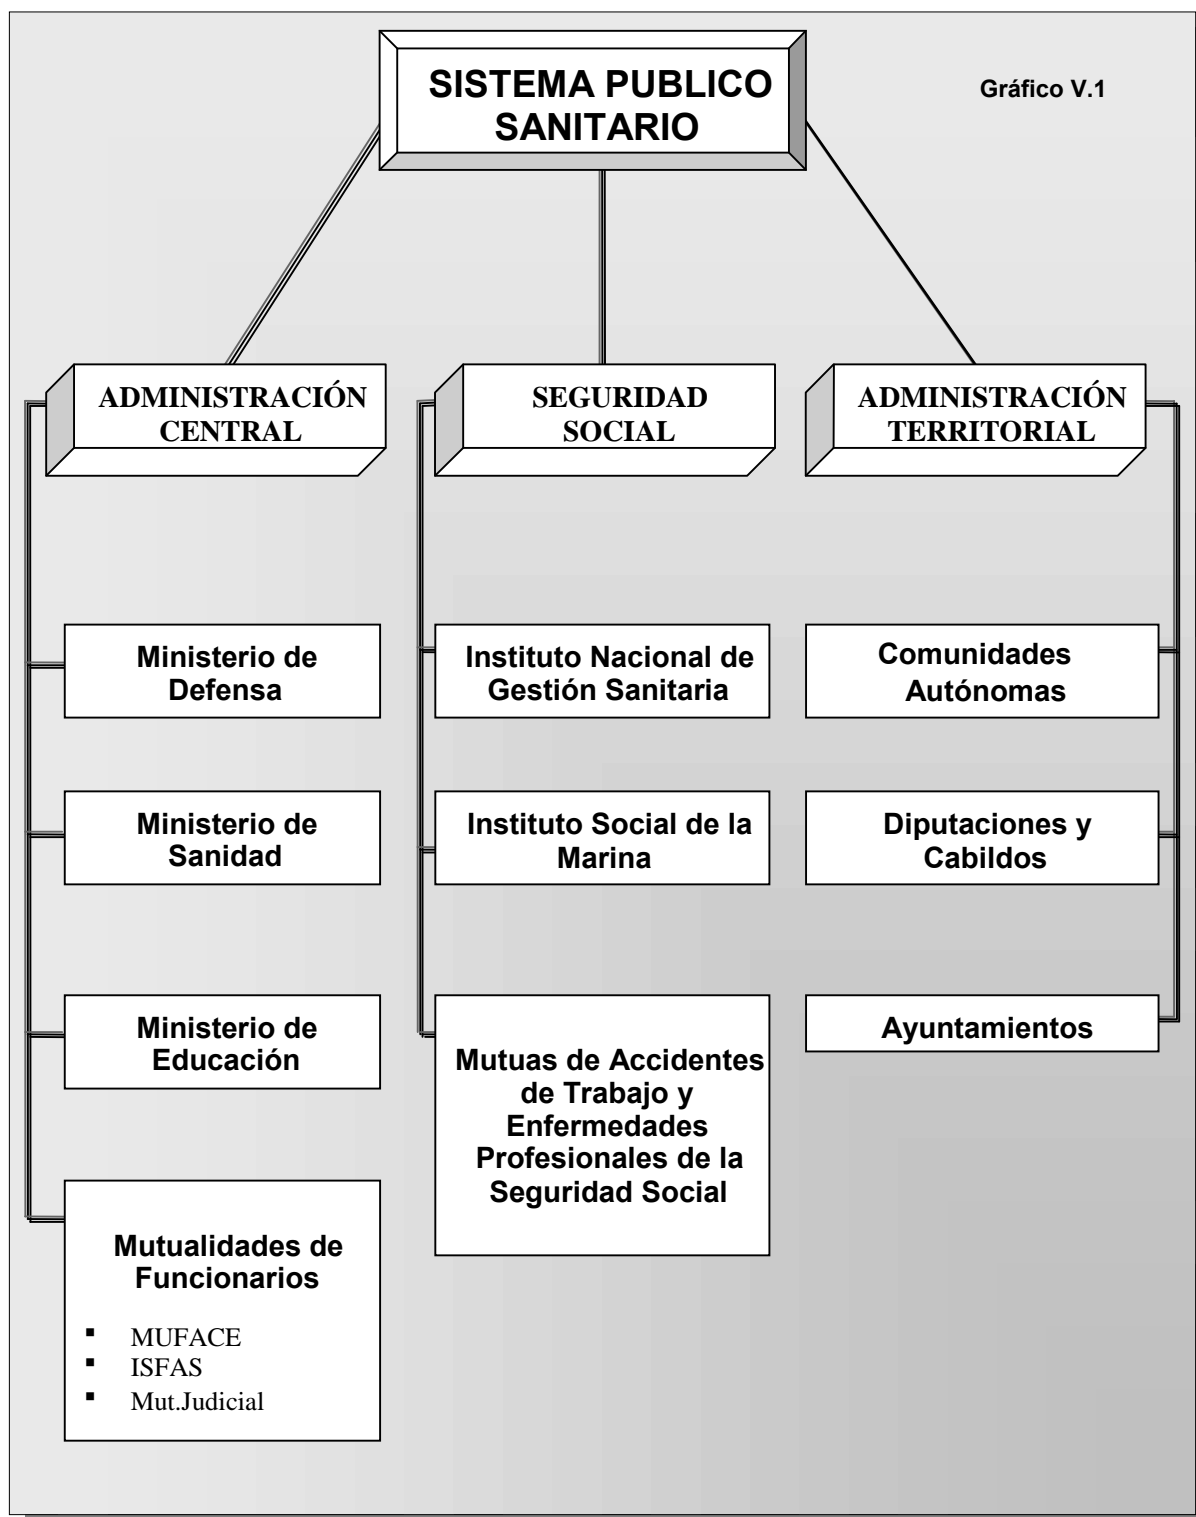 SISTEMA PUBLICO
SANITARIO
Gráfico V.1
ADMINISTRACIÓN
CENTRAL
SEGURIDAD
SOCIAL
ADMINISTRACIÓN
TERRITORIAL
Ministerio de
Defensa
Instituto Nacional de
Gestión Sanitaria
Comunidades
Autónomas
Ministerio de
Sanidad
Instituto Social de la
Marina
Diputaciones y
Cabildos
Ministerio de
Educación
Mutuas de Accidentes
de Trabajo y
Enfermedades
Profesionales de la
Seguridad Social
Ayuntamientos
Mutualidades de
Funcionarios
▪ MUFACE
▪ ISFAS
▪ Mut.Judicial